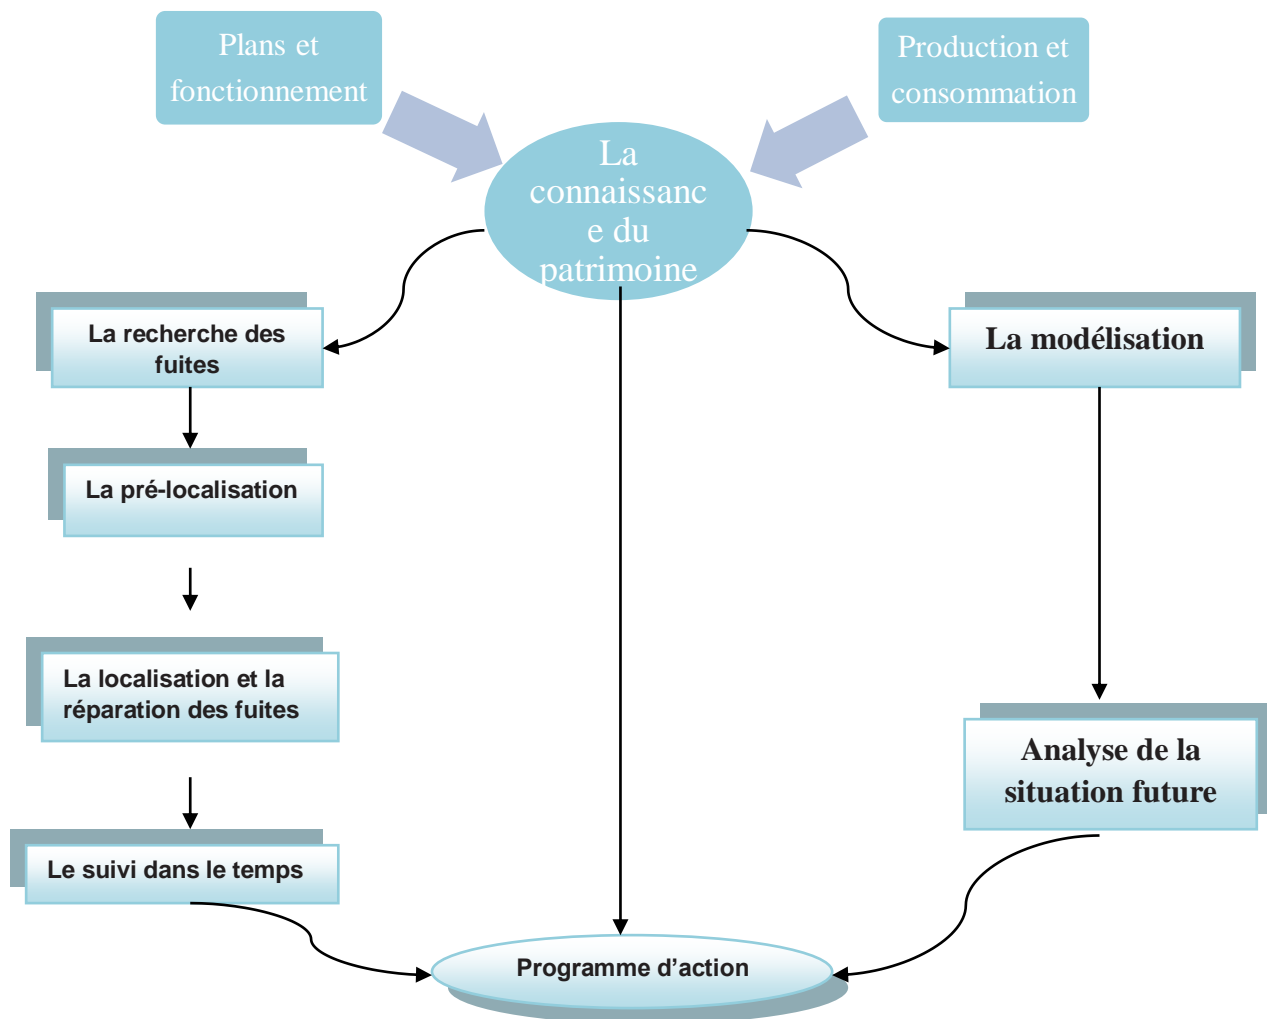 Plans et
fonctionnement
Production et
consommation
La
connaissanc
e du
patrimoine
La recherche des
fuites
La modélisation
La pré-localisation
La localisation et la
réparation des fuites
Analyse de la
situation future
Le suivi dans le temps
Programme d’action